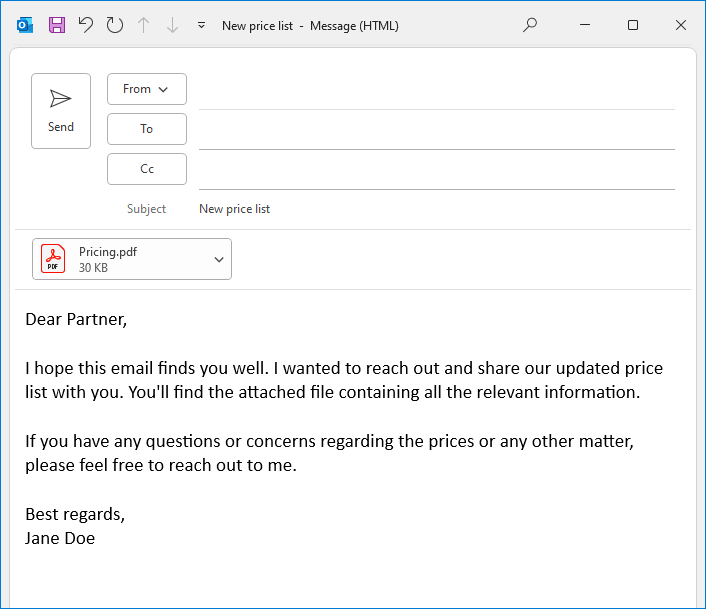 New price list - Message (HTML)
From
Send
To
Cc
Subject New price list
Pricing.pdf
PDF
30 KB
Dear Partner,
I hope this email finds you well. I wanted to reach out and share our updated price
list with you. You'll find the attached file containing all the relevant information.
If you have any questions or concerns regarding the prices or any other matter,
please feel free to reach out to me.
Best regards,
Jane Doe